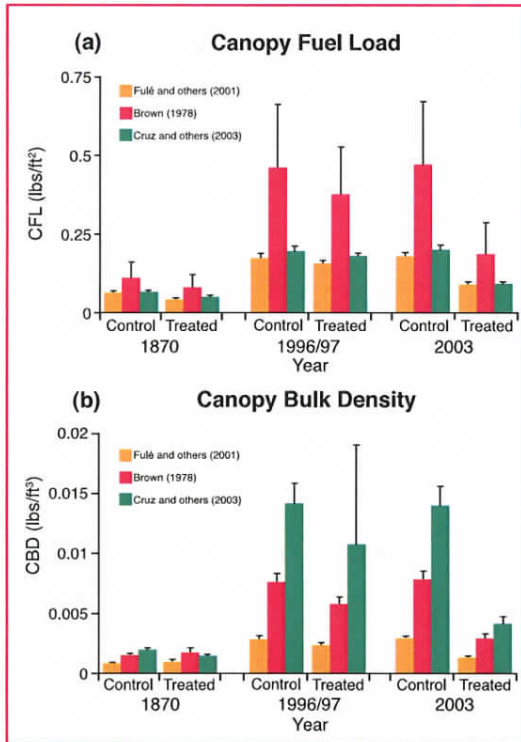 (a) Canopy Fuel Load
0.75
0.5
0.25
0
CFL (lbs/ft²)
Fulé and others (2001)
Brown (1978)
Cruz and others (2003)
Control Treated Control Treated Control Treated
1870 1996/97 2003
Year
(b) Canopy Bulk Density
0.02
0.015
0.01
0.005
0
CBD (lbs/ft³)
Fulé and others (2001)
Brown (1978)
Cruz and others (2003)
Control Treated Control Treated Control Treated
1870 1996/97 2003
Year